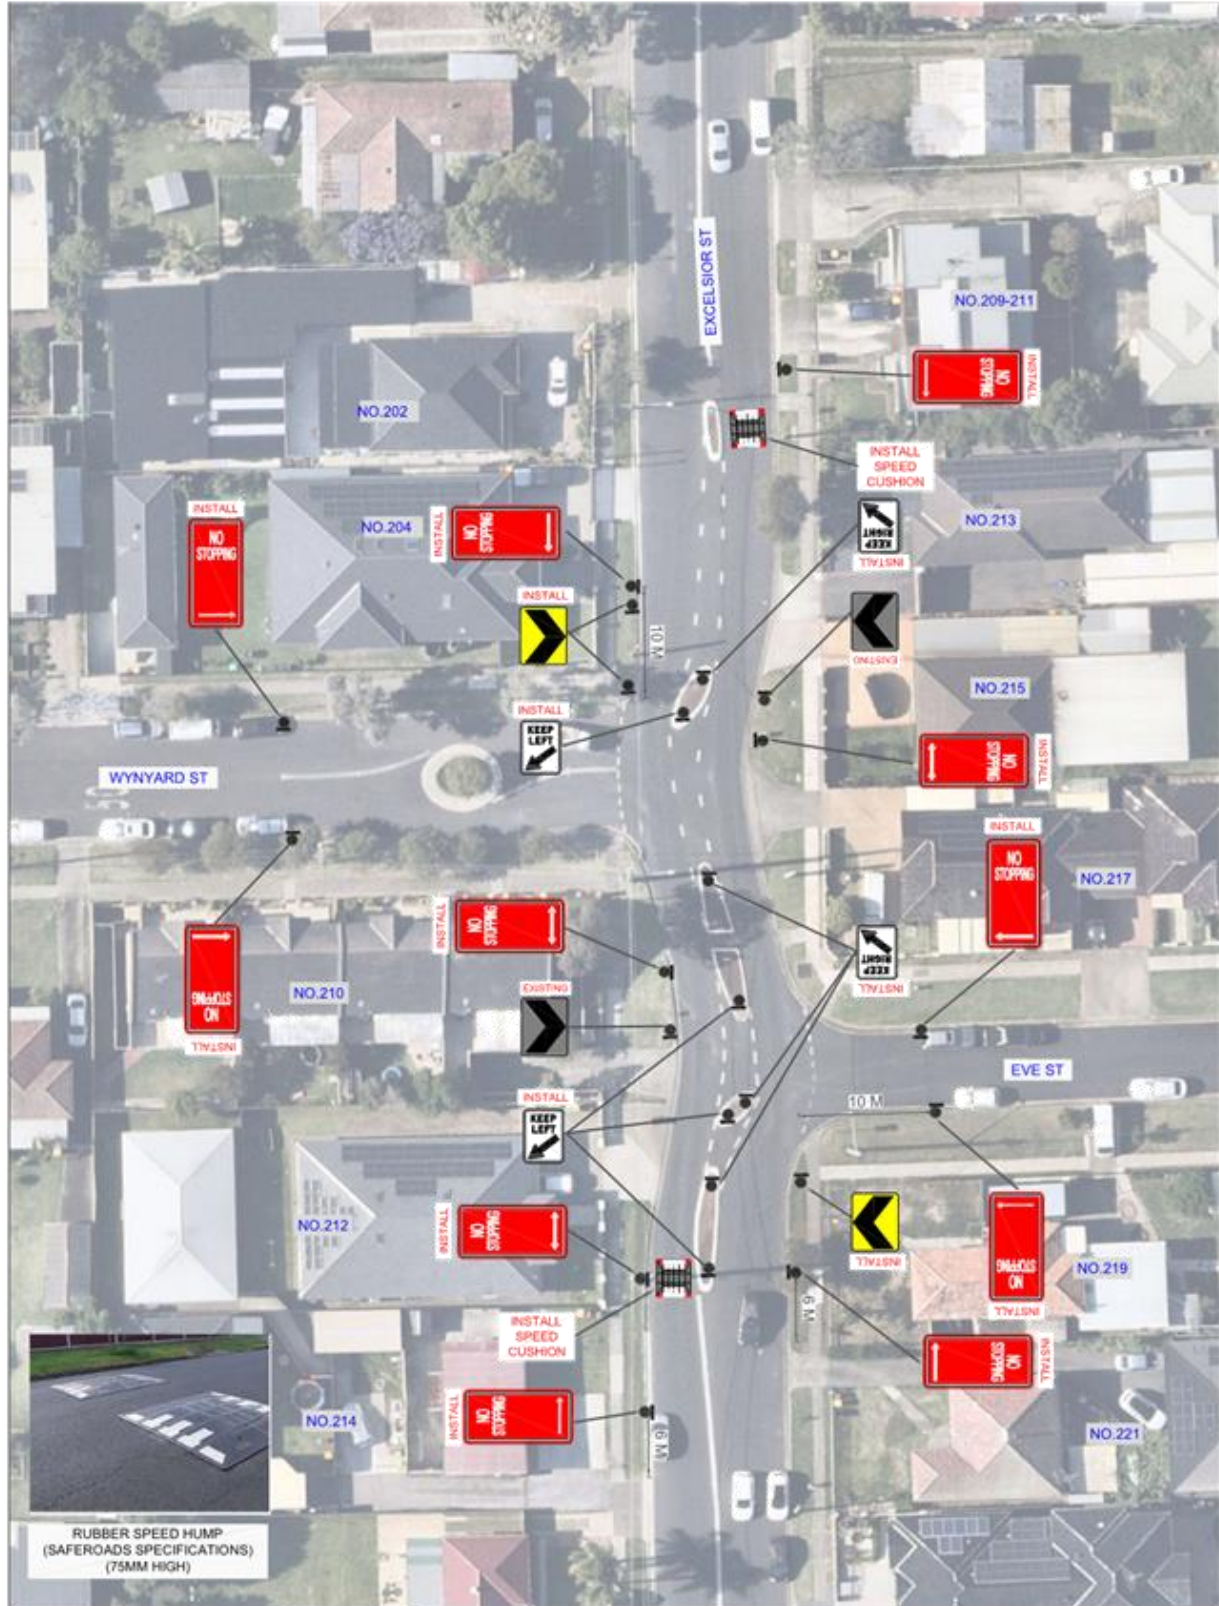 EXCELSIOR ST
NO.209-211
NO
STOPPING
INSTALL
NO.202
INSTALL
SPEED
CUSHION
INSTALL
NO
STOPPING
NO.204
INSTALL
NO
STOPPING
KEEP
RIGHT
INSTALL
NO.213
INSTALL
10 M
EXISTING
NO.215
INSTALL
KEEP
LEFT
NO
STOPPING
INSTALL
WYNYARD ST
50
INSTALL
NO
STOPPING
NO.217
INSTALL
NO
STOPPING
NO
STOPPING
INSTALL
NO.210
EXISTING
KEEP
RIGHT
INSTALL
EVE ST
10 M
INSTALL
KEEP
LEFT
NO.212
INSTALL
NO
STOPPING
INSTALL
NO
STOPPING
INSTALL
NO.219
INSTALL
SPEED
CUSHION
6 M
NO
STOPPING
INSTALL
INSTALL
NO
STOPPING
NO.214
6 M
NO.221
RUBBER SPEED HUMP
(SAFEROADS SPECIFICATIONS)
(75MM HIGH)